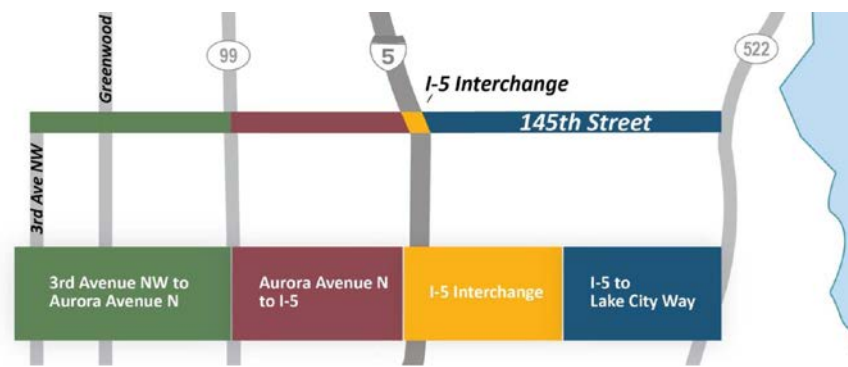 Greenwood
99
5
522
I-5 Interchange
145th Street
3rd Ave NW
3rd Avenue NW to
Aurora Avenue N
Aurora Avenue N
to I-5
I-5 Interchange
I-5 to
Lake City Way